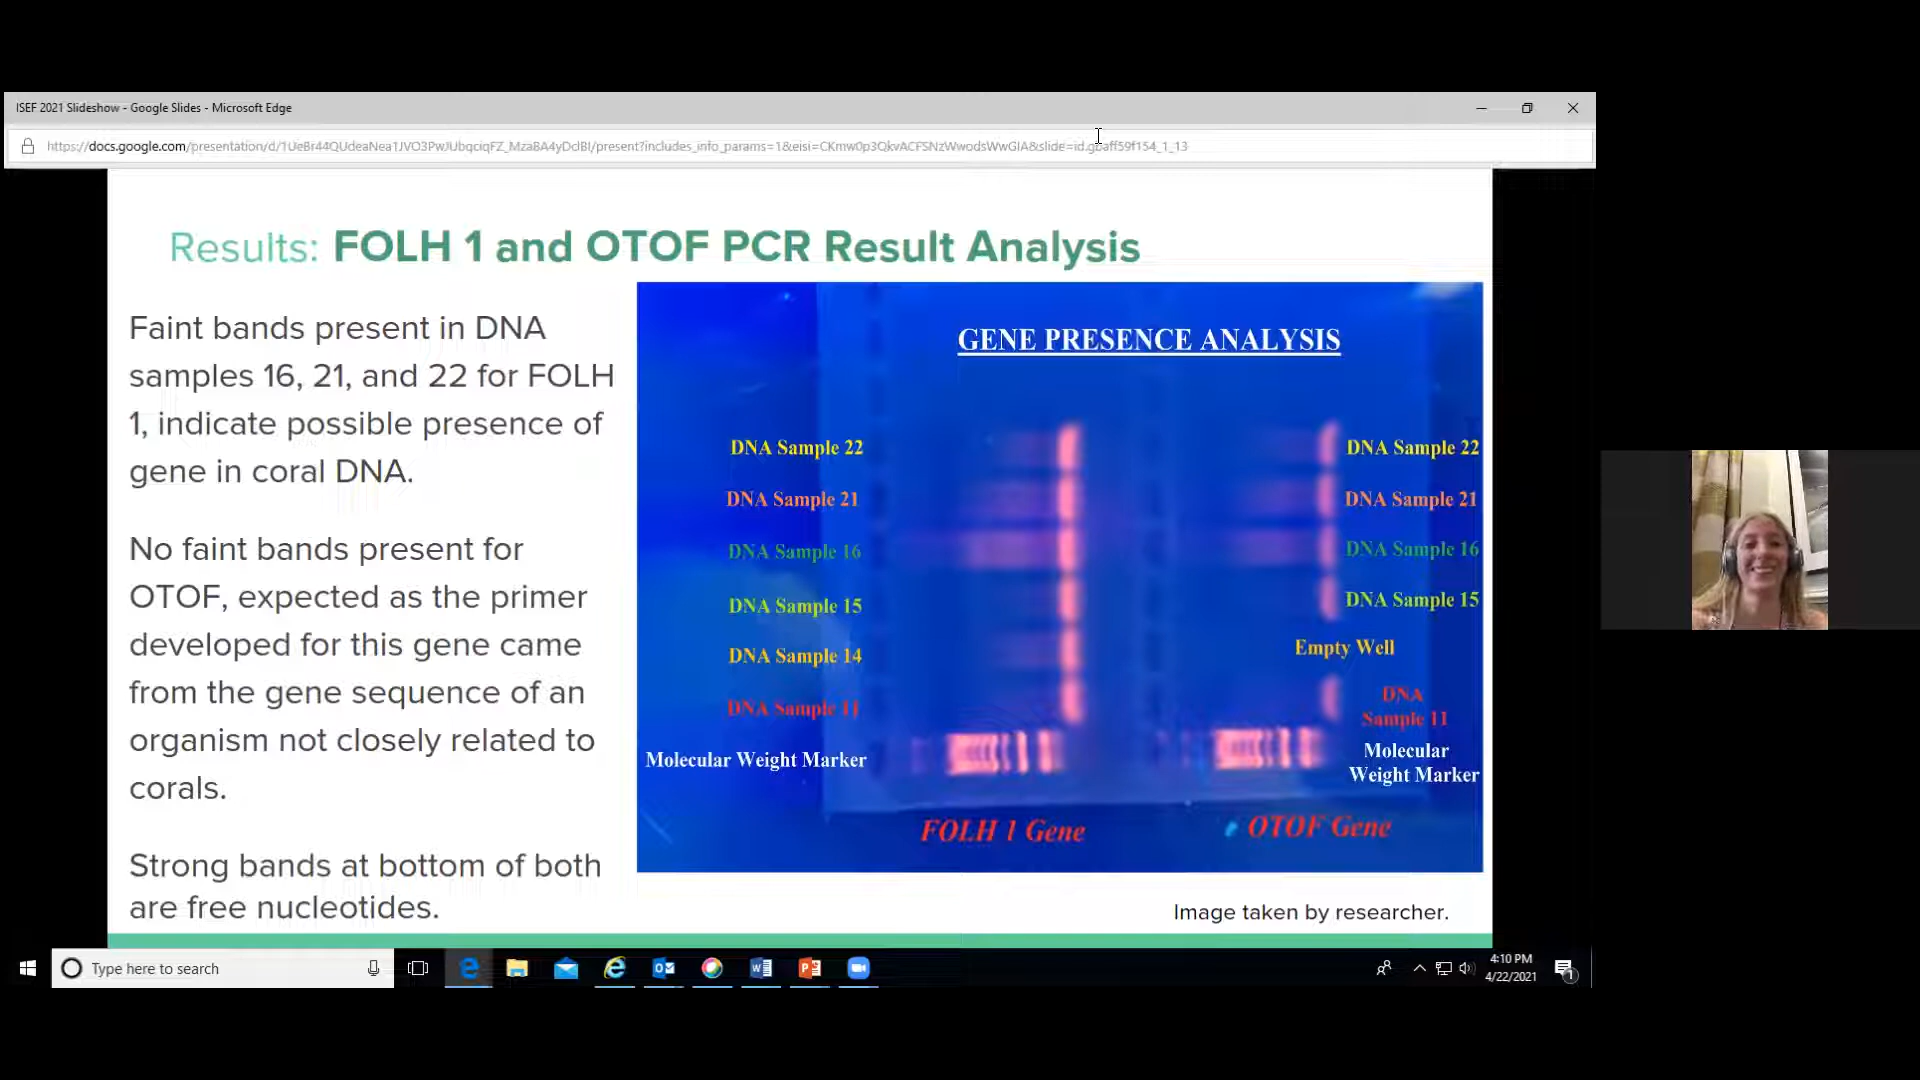 ISEF 2021 Slideshow - Google Slides - Microsoft Edge
Results: FOLH 1 and OTOF PCR Result Analysis
Faint bands present in DNA
samples 16, 21, and 22 for FOLH
1, indicate possible presence of
gene in coral DNA.
No faint bands present for
OTOF, expected as the primer
developed for this gene came
from the gene sequence of an
organism not closely related to
corals.
Strong bands at bottom of both
are free nucleotides.
GENE PRESENCE ANALYSIS
DNA Sample 22
DNA Sample 21
DNA Sample 16
DNA Sample 15
DNA Sample 14
DNA Sample 11
Molecular Weight Marker
FOLH 1 Gene
DNA Sample 22
DNA Sample 21
DNA Sample 16
DNA Sample 15
Empty Well
DNA
Sample 11
Molecular
Weight Marker
OTOF Gene
Image taken by researcher.
Type here to search
4:10 PM
4/22/2021
1